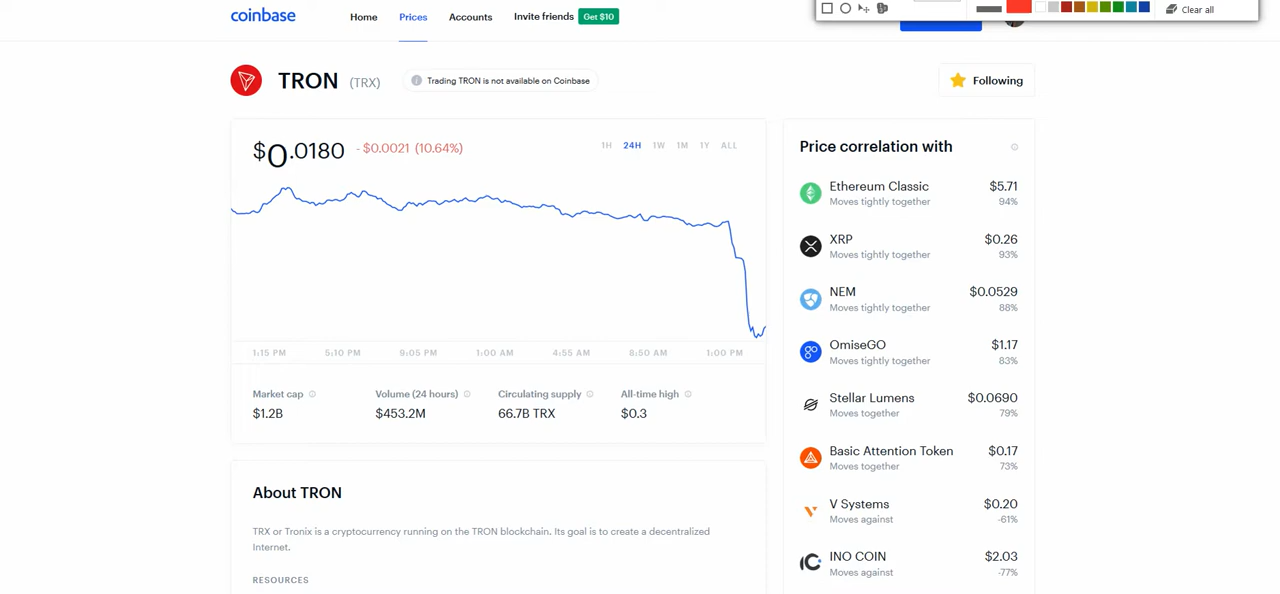 coinbase
Home Prices Accounts Invite friends Get $10
Clear all
TRON (TRX) Trading TRON is not available on Coinbase
Following
$0.0180 - $0.0021 (10.64%)
1H 24H 1W 1M 1Y ALL
1:15 PM 5:10 PM 9:05 PM 1:00 AM 4:55 AM 8:50 AM 1:00 PM
Market cap Volume (24 hours) Circulating supply All-time high
$1.2B $453.2M 66.7B TRX $0.3
About TRON
TRX or Tronix is a cryptocurrency running on the TRON blockchain. Its goal is to create a decentralized
Internet.
RESOURCES
Price correlation with
Ethereum Classic $5.71
Moves tightly together 94%
XRP $0.26
Moves tightly together 93%
NEM $0.0529
Moves tightly together 88%
OmiseGO $1.17
Moves tightly together 83%
Stellar Lumens $0.0690
Moves together 79%
Basic Attention Token $0.17
Moves together 73%
V Systems $0.20
Moves against -61%
INO COIN $2.03
Moves against -77%